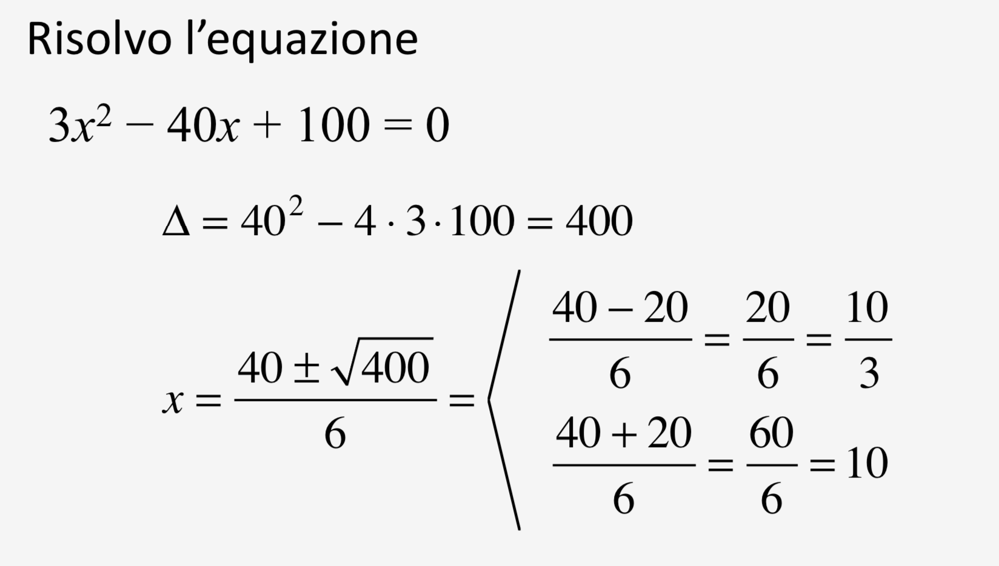 Risolvo l’equazione
3x² − 40x + 100 = 0
Δ = 40² − 4 · 3 · 100 = 400
x = (40 ± √400)/6 = ⟨ (40 − 20)/6 = 20/6 = 10/3
(40 + 20)/6 = 60/6 = 10